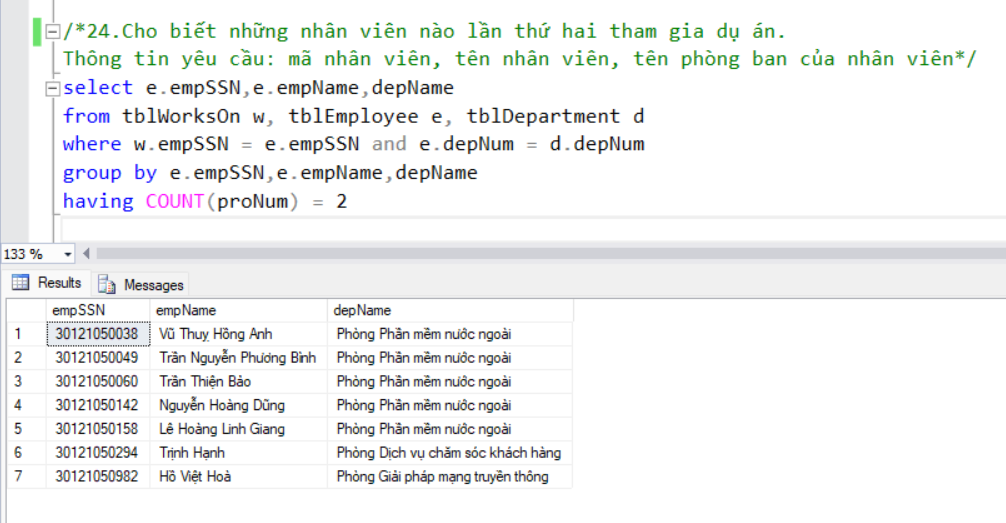 /*24.Cho biết những nhân viên nào lần thứ hai tham gia dụ án.
Thông tin yêu cầu: mã nhân viên, tên nhân viên, tên phòng ban của nhân viên*/
select e.empSSN,e.empName,depName
from tblWorksOn w, tblEmployee e, tblDepartment d
where w.empSSN = e.empSSN and e.depNum = d.depNum
group by e.empSSN,e.empName,depName
having COUNT(proNum) = 2
133 %
Results Messages
empSSN empName depName
1 30121050038 Vũ Thuỵ Hồng Anh Phòng Phần mềm nước ngoài
2 30121050049 Trần Nguyễn Phương Bình Phòng Phần mềm nước ngoài
3 30121050060 Trần Thiện Bảo Phòng Phần mềm nước ngoài
4 30121050142 Nguyễn Hoàng Dũng Phòng Phần mềm nước ngoài
5 30121050158 Lê Hoàng Linh Giang Phòng Phần mềm nước ngoài
6 30121050294 Trịnh Hạnh Phòng Dịch vụ chăm sóc khách hàng
7 30121050982 Hồ Việt Hoà Phòng Giải pháp mạng truyền thông